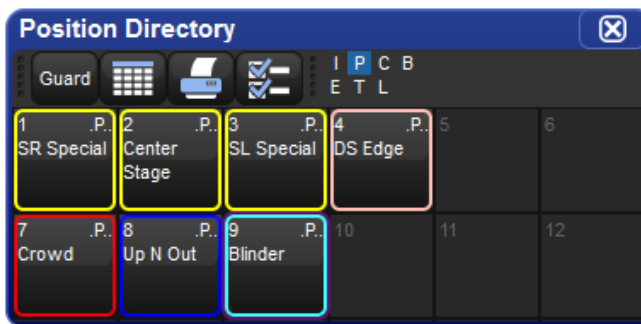 Position Directory
Guard
I P C B
E T L
1 .P.. 2 .P.. 3 .P.. 4 .P.. 5 6
SR Special Center Stage SL Special DS Edge
7 .P.. 8 .P.. 9 .P.. 10 11 12
Crowd Up N Out Blinder